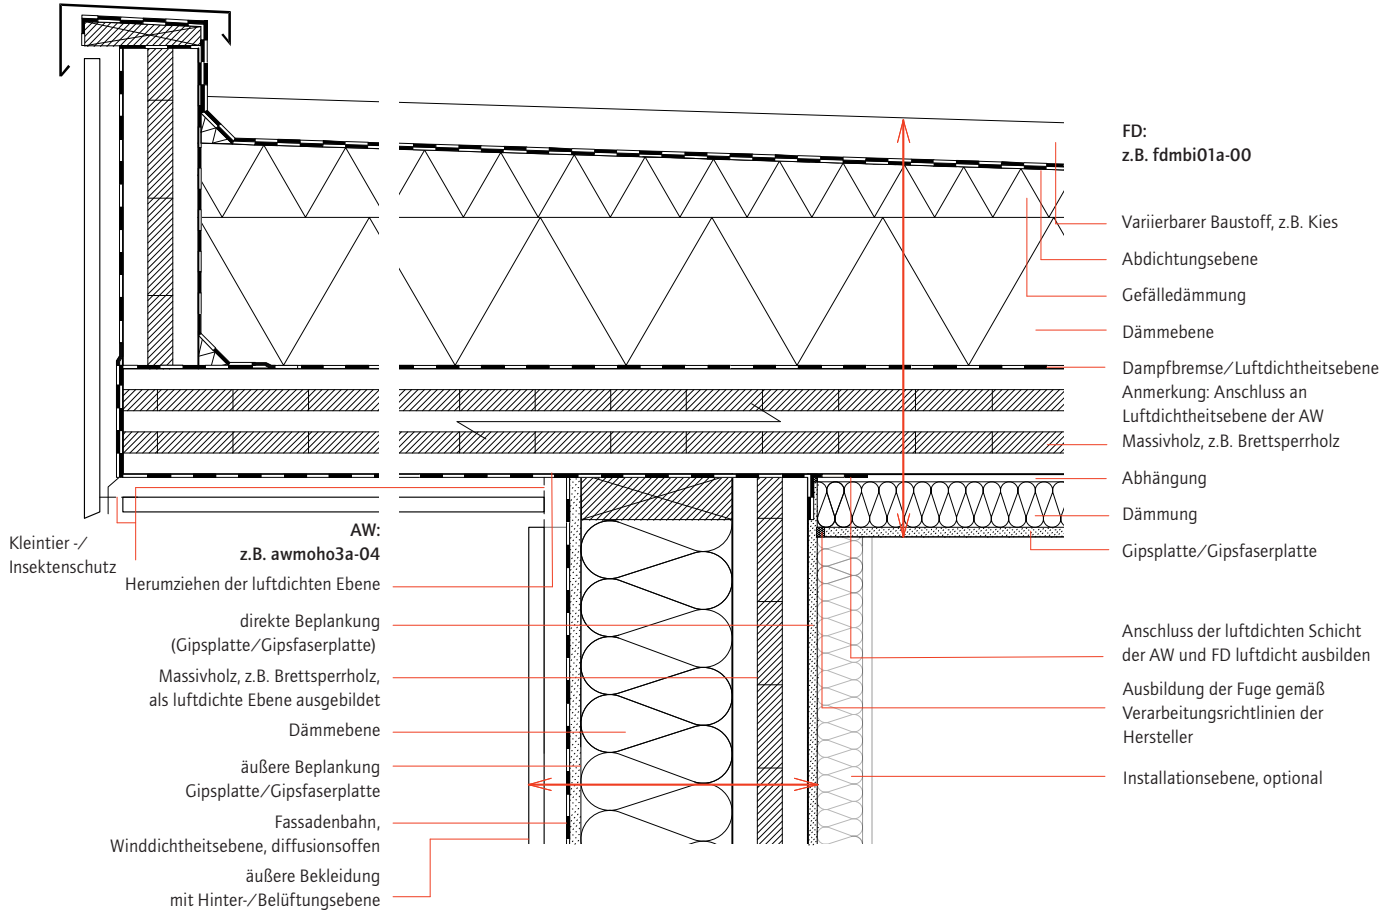 FD:
z.B. fdmbi01a-00
Variierbarer Baustoff, z.B. Kies
Abdichtungsebene
Gefälledämmung
Dämmebene
Dampfbremse/Luftdichtheitsebene
Anmerkung: Anschluss an
Luftdichtheitsebene der AW
Massivholz, z.B. Brettsperrholz
Abhängung
Dämmung
Gipsplatte/Gipsfaserplatte
Anschluss der luftdichten Schicht
der AW und FD luftdicht ausbilden
Ausbildung der Fuge gemäß
Verarbeitungsrichtlinien der
Hersteller
Installationsebene, optional
Kleintier -/
Insektenschutz
AW:
z.B. awmoho3a-04
Herumziehen der luftdichten Ebene
direkte Beplankung
(Gipsplatte/Gipsfaserplatte)
Massivholz, z.B. Brettsperrholz,
als luftdichte Ebene ausgebildet
Dämmebene
äußere Beplankung
Gipsplatte/Gipsfaserplatte
Fassadenbahn,
Winddichtheitsebene, diffusionsoffen
äußere Bekleidung
mit Hinter-/Belüftungsebene